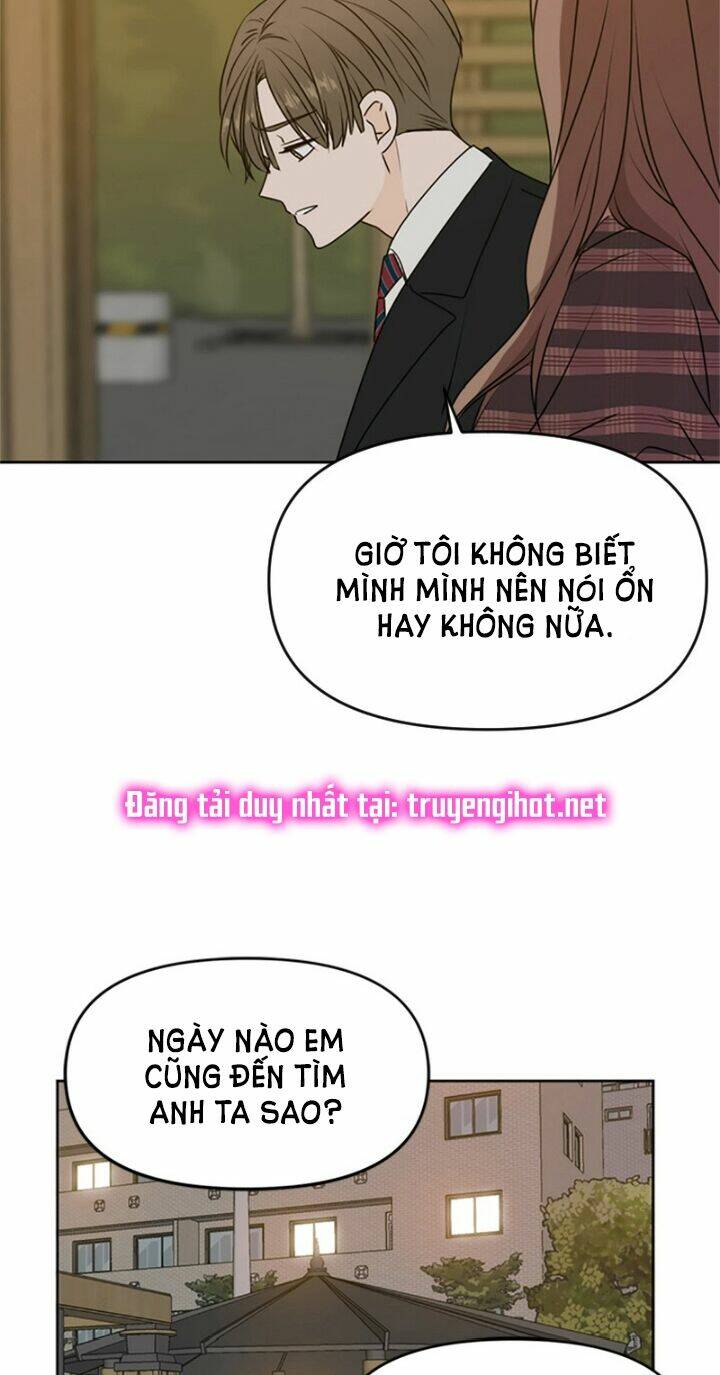 GIỜ TÔI KHÔNG BIẾT
MÌNH MÌNH NÊN NÓI ỔN
HAY KHÔNG NỮA.
Đăng tải duy nhất tại: truyengihot.net
NGÀY NÀO EM
CŨNG ĐẾN TÌM
ANH TA SAO?